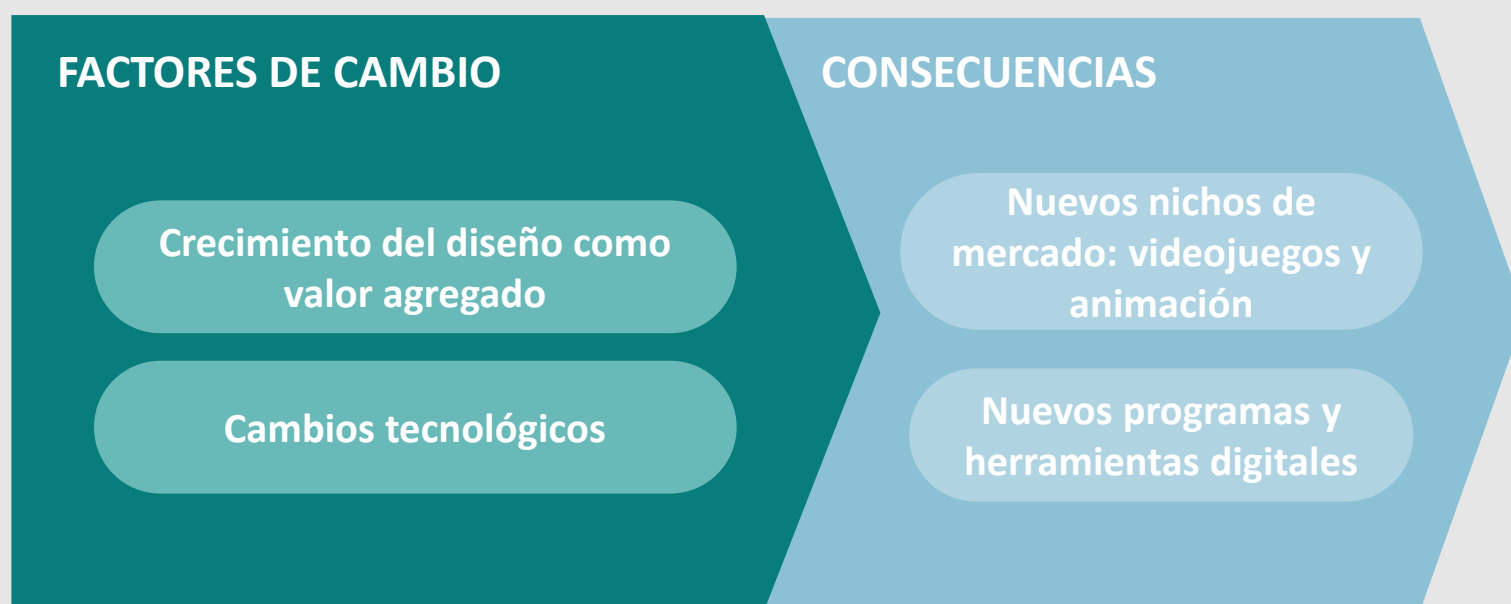 FACTORES DE CAMBIO
Crecimiento del diseño como
valor agregado
Cambios tecnológicos
CONSECUENCIAS
Nuevos nichos de
mercado: videojuegos y
animación
Nuevos programas y
herramientas digitales